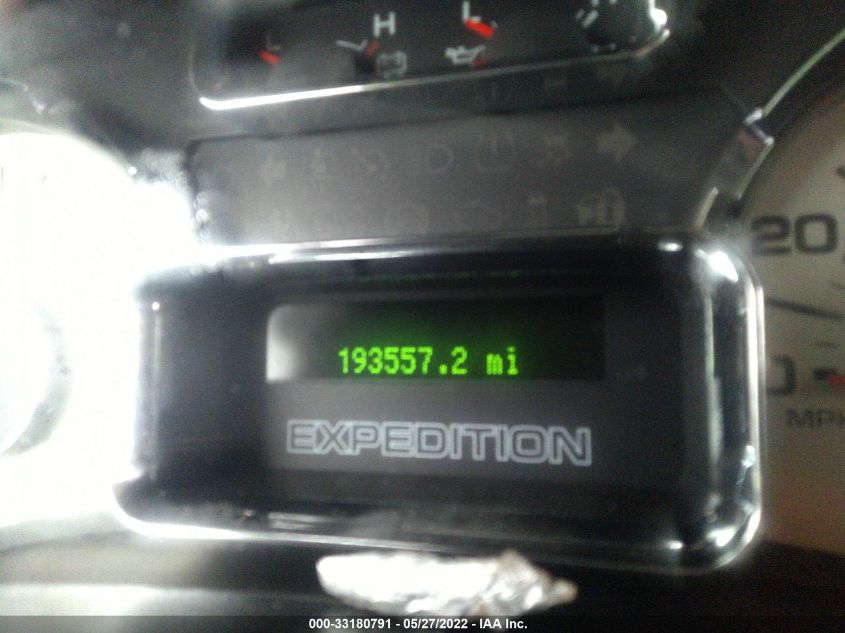 H
L
20
193557.2 mi
EXPEDITION
MPH
000-33180791 - 05/27/2022 - IAA Inc.